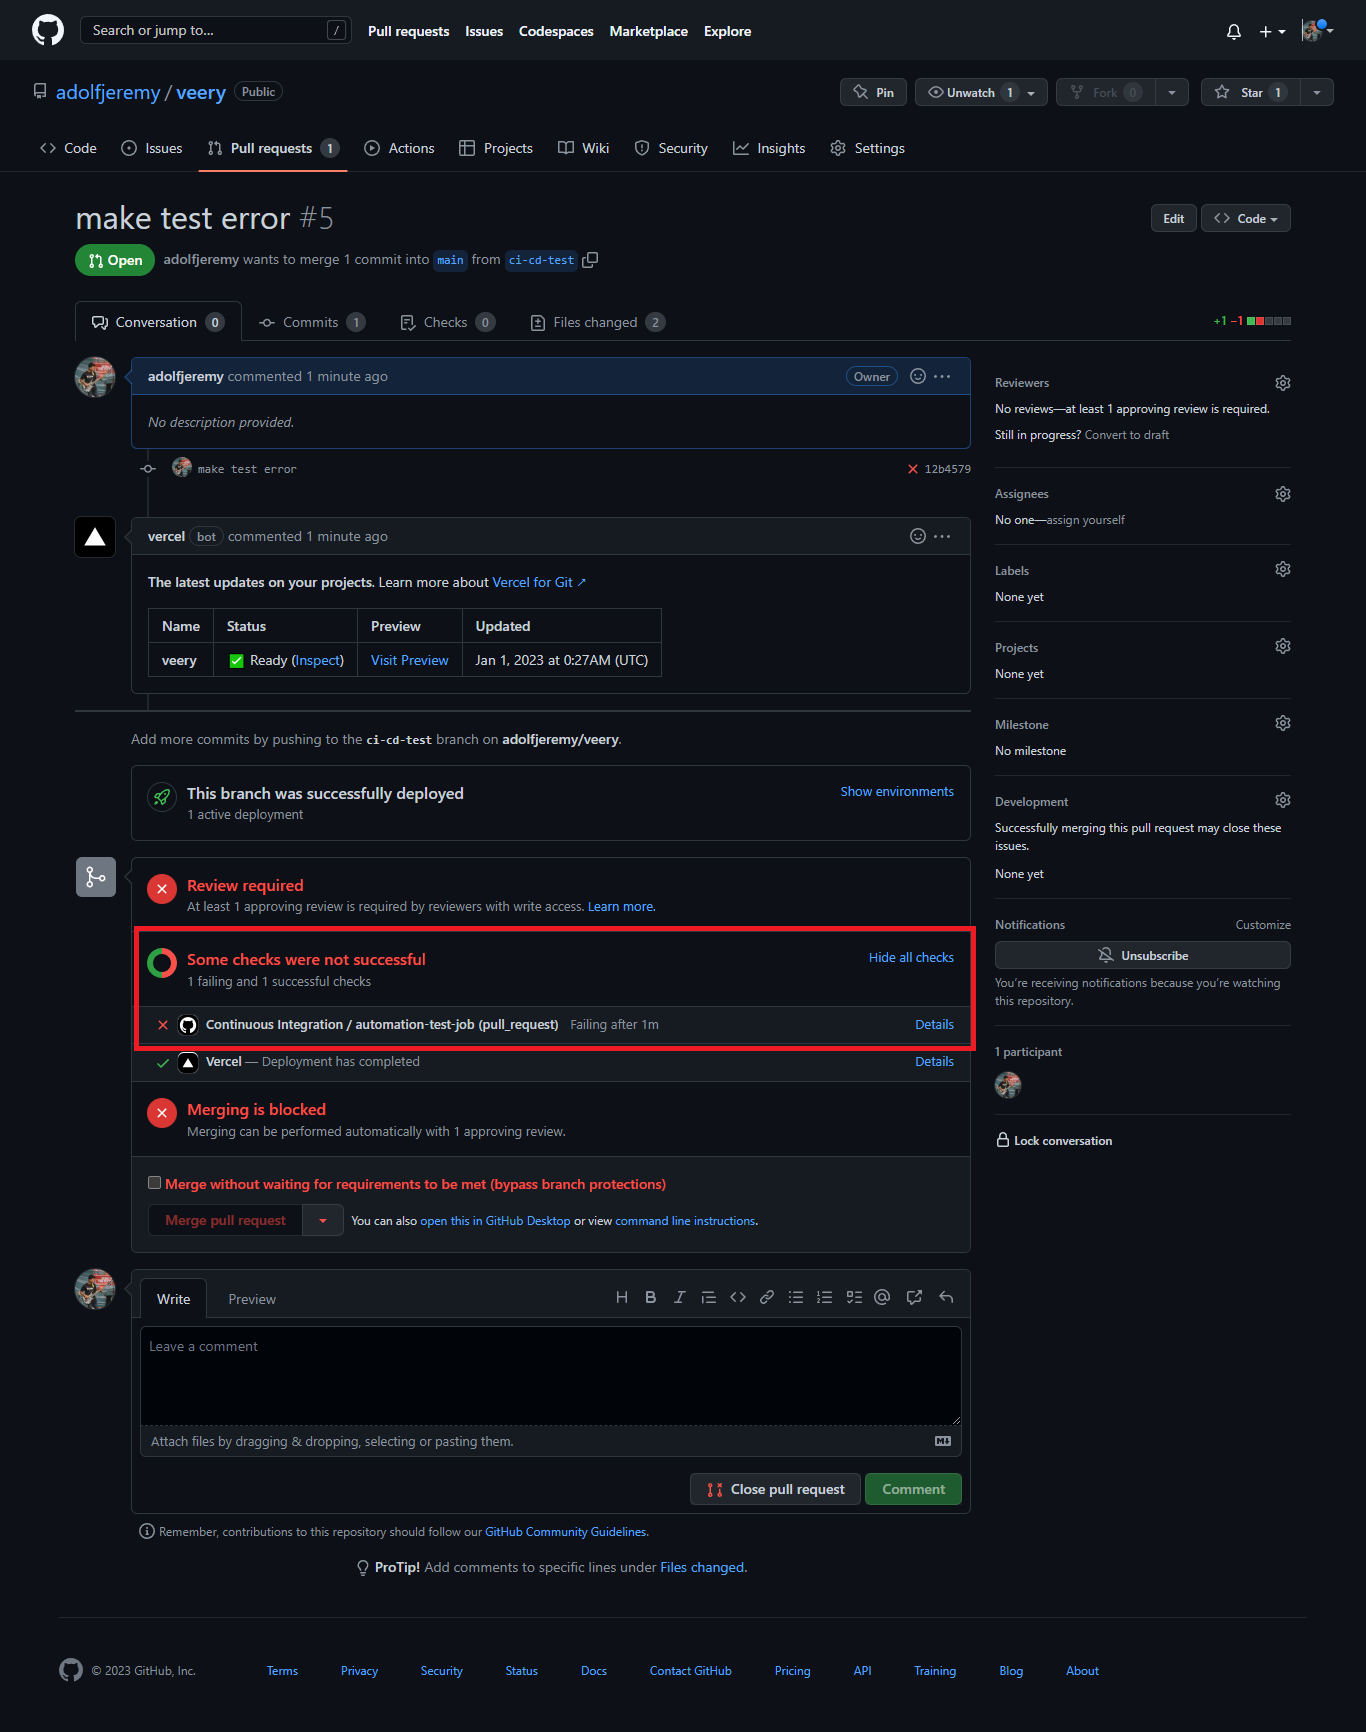 Search or jump to... /
Pull requests Issues Codespaces Marketplace Explore
adolfjeremy / veery Public
Pin Unwatch 1 Fork 0 Star 1
Code Issues Pull requests 1 Actions Projects Wiki Security Insights Settings
make test error #5
Edit Code
Open adolfjeremy wants to merge 1 commit into main from ci-cd-test
Conversation 0 Commits 1 Checks 0 Files changed 2 +1 −1
adolfjeremy commented 1 minute ago Owner
No description provided.
make test error 12b4579
vercel bot commented 1 minute ago
The latest updates on your projects. Learn more about Vercel for Git ↗
Name Status Preview Updated
veery ✅ Ready (Inspect) Visit Preview Jan 1, 2023 at 0:27AM (UTC)
Add more commits by pushing to the ci-cd-test branch on adolfjeremy/veery.
This branch was successfully deployed
Show environments
1 active deployment
Review required
At least 1 approving review is required by reviewers with write access. Learn more.
Some checks were not successful
Hide all checks
1 failing and 1 successful checks
Continuous Integration / automation-test-job (pull_request) Failing after 1m Details
Vercel — Deployment has completed Details
Merging is blocked
Merging can be performed automatically with 1 approving review.
Merge without waiting for requirements to be met (bypass branch protections)
Merge pull request You can also open this in GitHub Desktop or view command line instructions.
Write Preview
Leave a comment
Attach files by dragging & dropping, selecting or pasting them.
Close pull request Comment
Remember, contributions to this repository should follow our GitHub Community Guidelines.
ProTip! Add comments to specific lines under Files changed.
Reviewers
No reviews—at least 1 approving review is required.
Still in progress? Convert to draft
Assignees
No one—assign yourself
Labels
None yet
Projects
None yet
Milestone
No milestone
Development
Successfully merging this pull request may close these
issues.
None yet
Notifications Customize
Unsubscribe
You're receiving notifications because you're watching
this repository.
1 participant
Lock conversation
© 2023 GitHub, Inc. Terms Privacy Security Status Docs Contact GitHub Pricing API Training Blog About